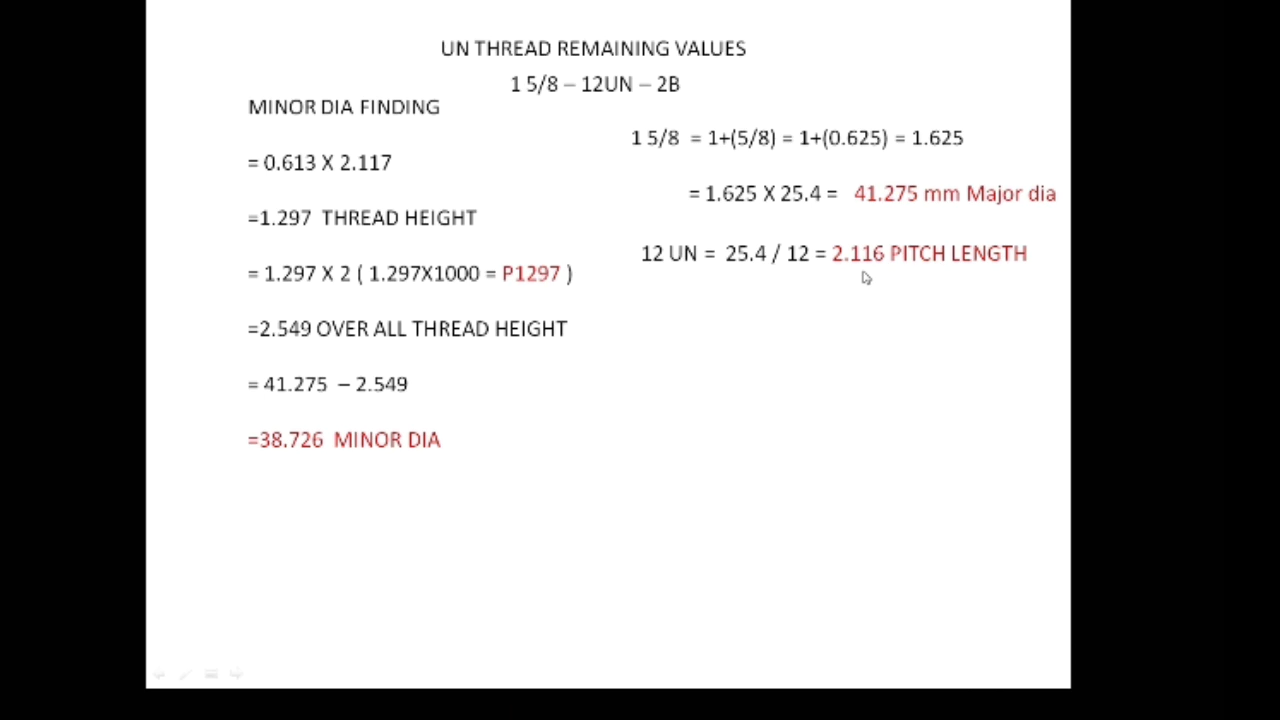 UN THREAD REMAINING VALUES
1 5/8 – 12UN – 2B
MINOR DIA FINDING
= 0.613 X 2.117
=1.297 THREAD HEIGHT
= 1.297 X 2 ( 1.297X1000 = P1297 )
=2.549 OVER ALL THREAD HEIGHT
= 41.275 – 2.549
=38.726 MINOR DIA
1 5/8 = 1+(5/8) = 1+(0.625) = 1.625
= 1.625 X 25.4 = 41.275 mm Major dia
12 UN = 25.4 / 12 = 2.116 PITCH LENGTH